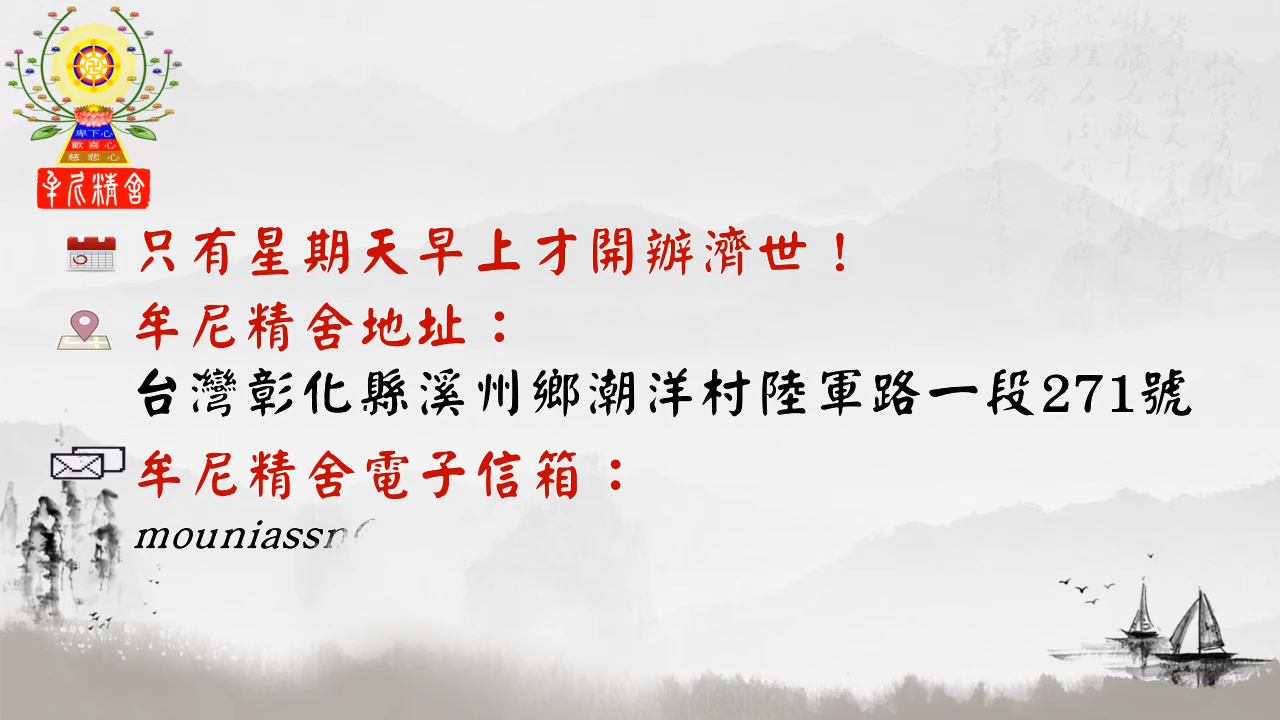 卑下心
歡喜心
慈悲心
牟尼精舍
只有星期天早上才開辦濟世！
牟尼精舍地址：
台灣彰化縣溪州鄉潮洋村陸軍路一段271號
牟尼精舍電子信箱：
mouniassn